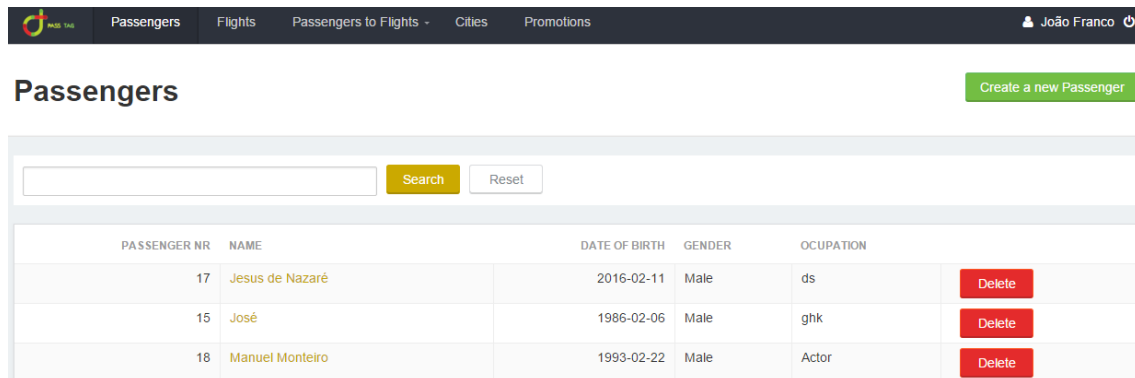 PASS TAG Passengers Flights Passengers to Flights Cities Promotions João Franco
Passengers Create a new Passenger
Search Reset
PASSENGER NR NAME DATE OF BIRTH GENDER OCUPATION
17 Jesus de Nazaré 2016-02-11 Male ds Delete
15 José 1986-02-06 Male ghk Delete
18 Manuel Monteiro 1993-02-22 Male Actor Delete